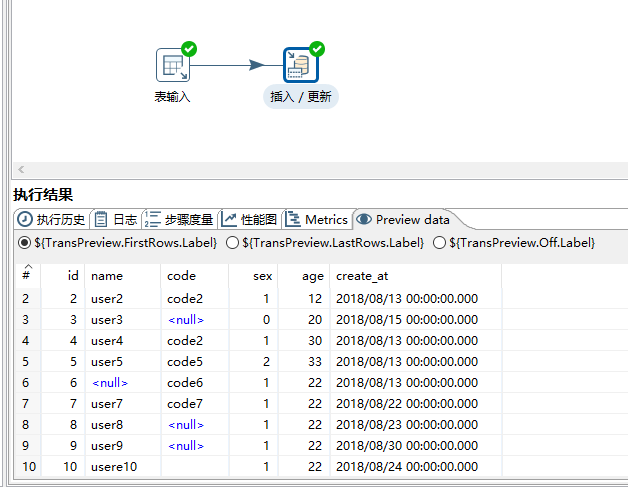 表输入
插入 / 更新
执行结果
执行历史 日志 步骤度量 性能图 Metrics Preview data
${TransPreview.FirstRows.Label} ${TransPreview.LastRows.Label} ${TransPreview.Off.Label}
# id name code sex age create_at
2 2 user2 code2 1 12 2018/08/13 00:00:00.000
3 3 user3 <null> 0 20 2018/08/15 00:00:00.000
4 4 user4 code2 1 30 2018/08/13 00:00:00.000
5 5 user5 code5 2 33 2018/08/13 00:00:00.000
6 6 <null> code6 1 22 2018/08/13 00:00:00.000
7 7 user7 code7 1 22 2018/08/22 00:00:00.000
8 8 user8 <null> 1 22 2018/08/23 00:00:00.000
9 9 user9 <null> 1 22 2018/08/30 00:00:00.000
10 10 usere10 1 22 2018/08/24 00:00:00.000